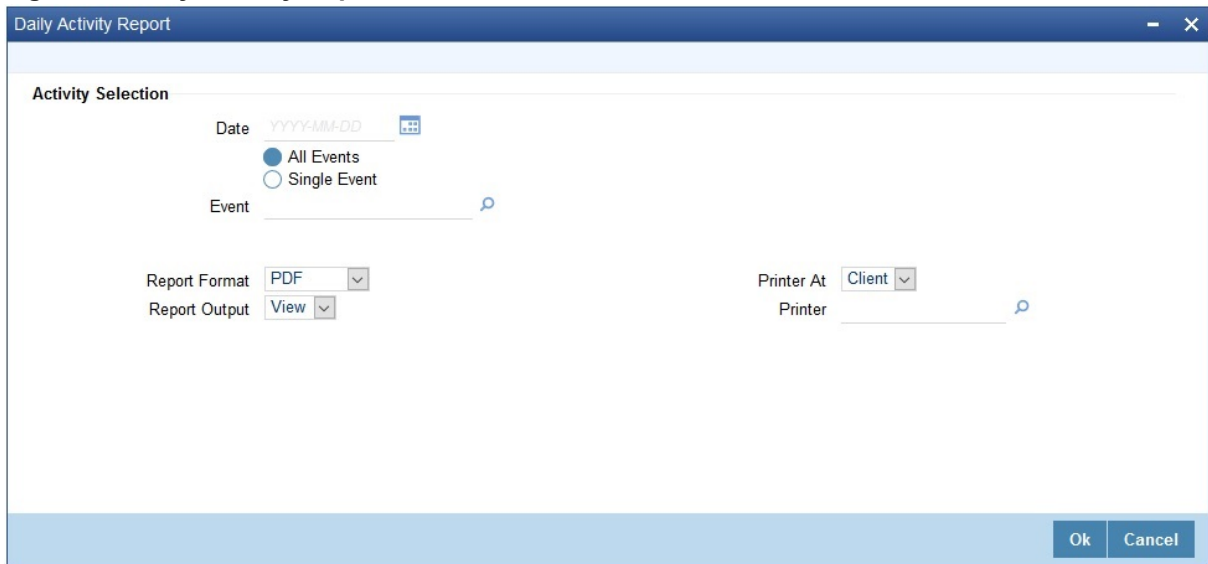 Daily Activity Report
Activity Selection
Date YYYY-MM-DD
All Events
Single Event
Event
Report Format PDF
Printer At Client
Report Output View
Printer
Ok Cancel